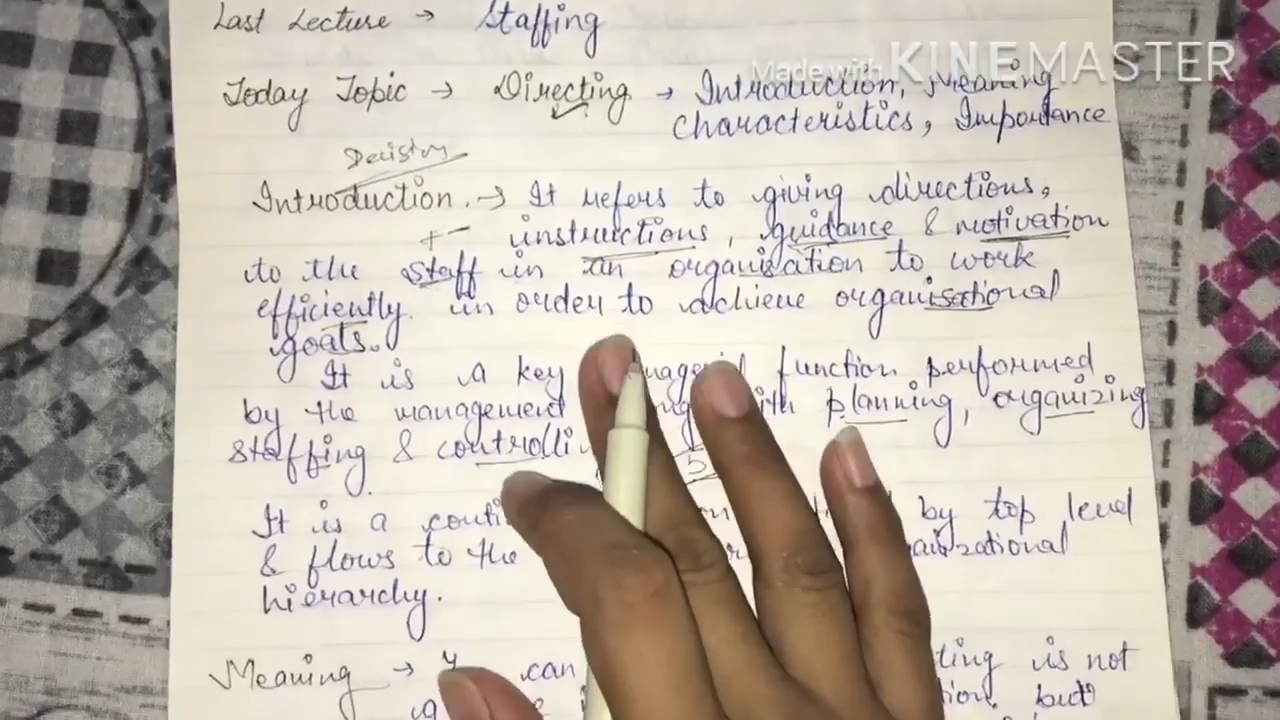 Last Lecture → Staffing
Made with KINEMASTER
Today Topic → Directing → Introduction, Meaning
characteristics, Importance
Decision
Introduction. → It refers to giving directions,
instructions, guidance & motivation
to the staff in an organisation to work
efficiently in order to achieve organisational
goals.
It is a key function performed
by the management planning, organizing
staffing &
5
It is a by top level
& flows to the
hierarchy.
Meaning → can is not
but